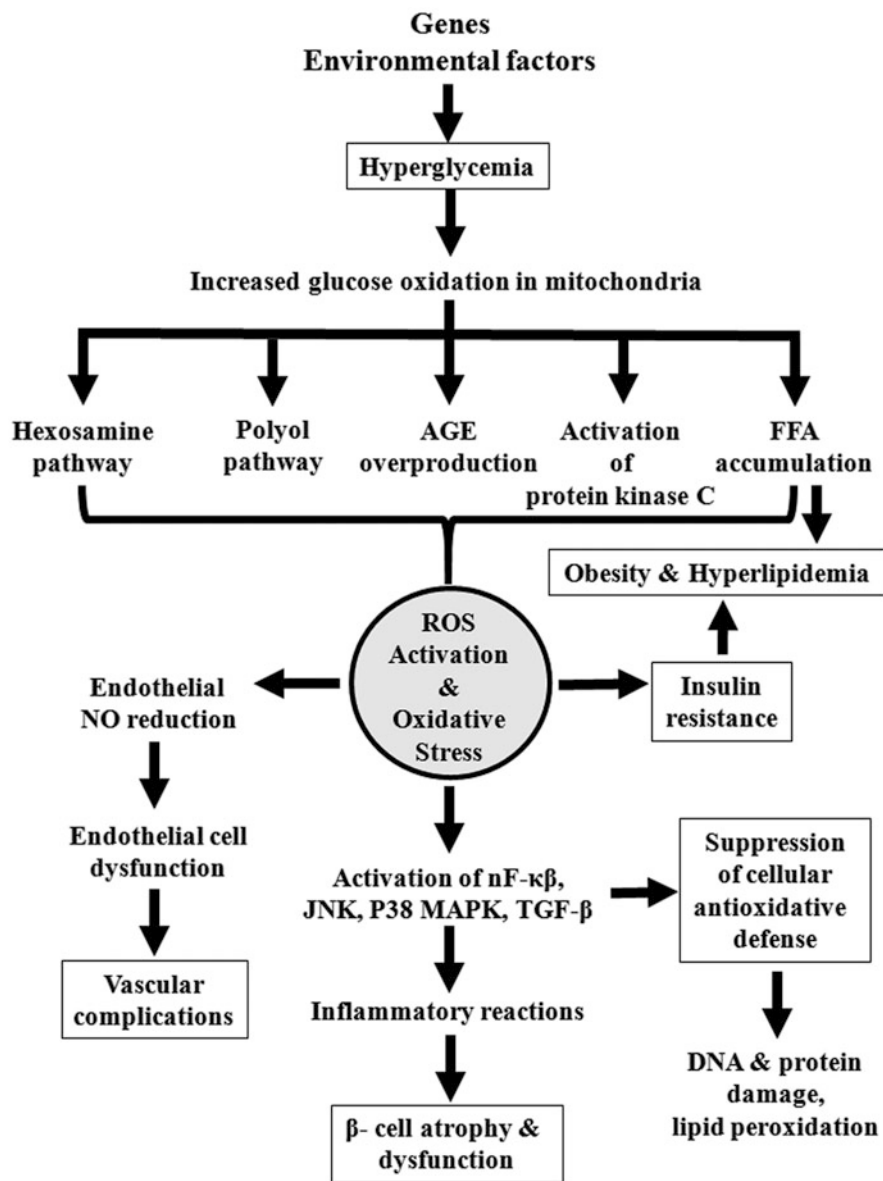 Genes
Environmental factors
Hyperglycemia
Increased glucose oxidation in mitochondria
Hexosamine
pathway
Polyol
pathway
AGE
overproduction
Activation
of
protein kinase C
FFA
accumulation
Obesity & Hyperlipidemia
ROS
Activation
&
Oxidative
Stress
Endothelial
NO reduction
Insulin
resistance
Endothelial cell
dysfunction
Activation of nF-κβ,
JNK, P38 MAPK, TGF-β
Suppression
of cellular
antioxidative
defense
Vascular
complications
Inflammatory reactions
DNA & protein
damage,
lipid peroxidation
β- cell atrophy &
dysfunction